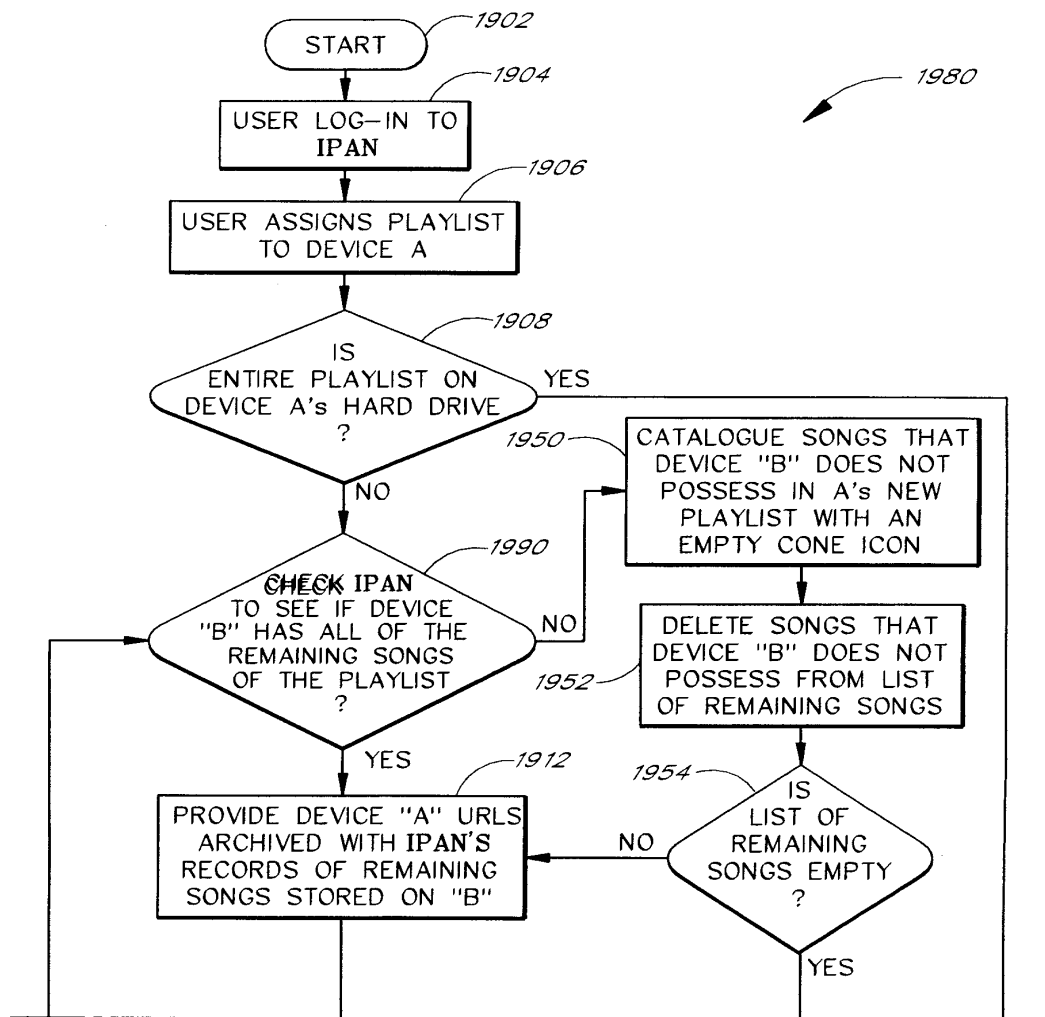 START
1902
1980
1904
USER LOG-IN TO
IPAN
1906
USER ASSIGNS PLAYLIST
TO DEVICE A
1908
IS
ENTIRE PLAYLIST ON
DEVICE A's HARD DRIVE
?
YES
NO
1950
CATALOGUE SONGS THAT
DEVICE "B" DOES NOT
POSSESS IN A's NEW
PLAYLIST WITH AN
EMPTY CONE ICON
1990
CHECK IPAN
TO SEE IF DEVICE
"B" HAS ALL OF THE
REMAINING SONGS
OF THE PLAYLIST
?
NO
YES
1952
DELETE SONGS THAT
DEVICE "B" DOES NOT
POSSESS FROM LIST
OF REMAINING SONGS
1954
IS
LIST OF
REMAINING
SONGS EMPTY
?
NO
YES
1912
PROVIDE DEVICE "A" URLS
ARCHIVED WITH IPAN'S
RECORDS OF REMAINING
SONGS STORED ON "B"